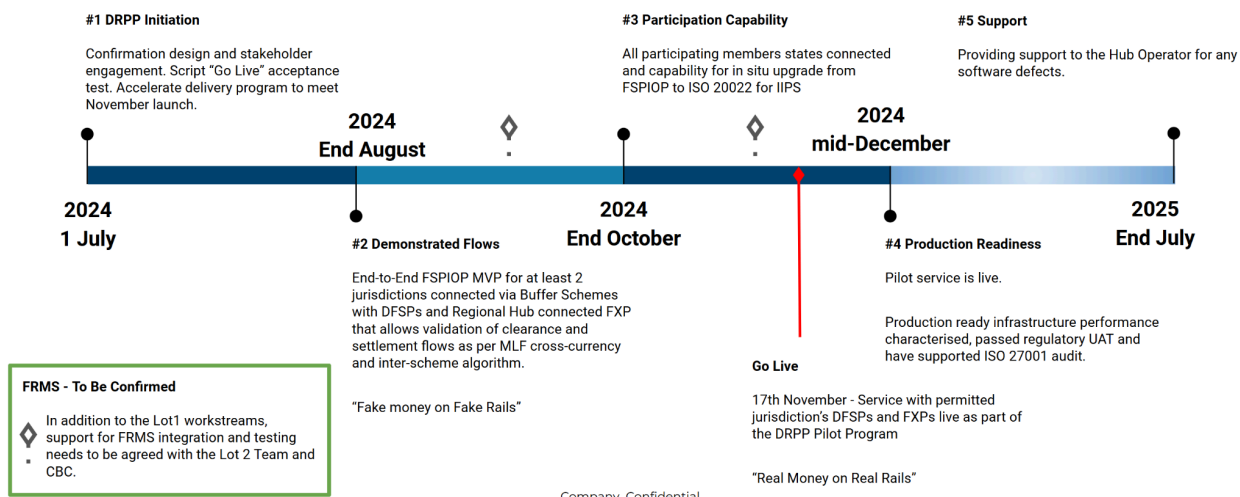 #1 DRPP Initiation
Confirmation design and stakeholder
engagement. Script “Go Live” acceptance
test. Accelerate delivery program to meet
November launch.
#3 Participation Capability
All participating members states connected
and capability for in situ upgrade from
FSPIOP to ISO 20022 for IIPS
#5 Support
Providing support to the Hub Operator for any
software defects.
2024
End August
2024
mid-December
2024
1 July
2024
End October
2025
End July
#2 Demonstrated Flows
End-to-End FSPIOP MVP for at least 2
jurisdictions connected via Buffer Schemes
with DFSPs and Regional Hub connected FXP
that allows validation of clearance and
settlement flows as per MLF cross-currency
and inter-scheme algorithm.
“Fake money on Fake Rails”
#4 Production Readiness
Pilot service is live.
Production ready infrastructure performance
characterised, passed regulatory UAT and
have supported ISO 27001 audit.
Go Live
17th November - Service with permitted
jurisdiction’s DFSPs and FXPs live as part of
the DRPP Pilot Program
“Real Money on Real Rails”
FRMS - To Be Confirmed
In addition to the Lot1 workstreams,
support for FRMS integration and testing
needs to be agreed with the Lot 2 Team and
CBC.
Company Confidential